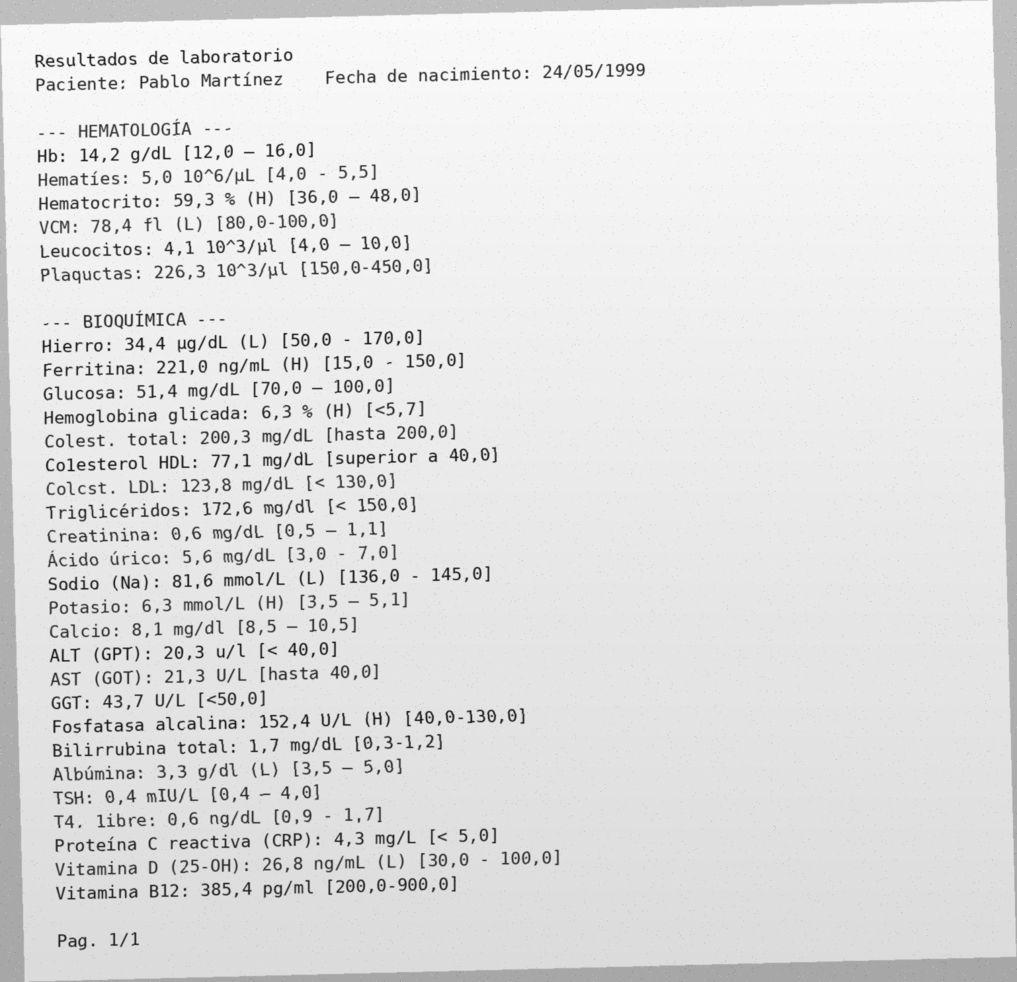 Resultados de laboratorio
Paciente: Pablo Martínez    Fecha de nacimiento: 24/05/1999
--- HEMATOLOGÍA ---
Hb: 14,2 g/dL [12,0 – 16,0]
Hematíes: 5,0 10^6/µL [4,0 - 5,5]
Hematocrito: 59,3 % (H) [36,0 – 48,0]
VCM: 78,4 fl (L) [80,0-100,0]
Leucocitos: 4,1 10^3/µl [4,0 – 10,0]
Plaquctas: 226,3 10^3/µl [150,0-450,0]
--- BIOQUÍMICA ---
Hierro: 34,4 µg/dL (L) [50,0 - 170,0]
Ferritina: 221,0 ng/mL (H) [15,0 - 150,0]
Glucosa: 51,4 mg/dL [70,0 – 100,0]
Hemoglobina glicada: 6,3 % (H) [<5,7]
Colest. total: 200,3 mg/dL [hasta 200,0]
Co1esterol HDL: 77,1 mg/dL [superior a 40,0]
Colcst. LDL: 123,8 mg/dL [< 130,0]
Triglicéridos: 172,6 mg/dl [< 150,0]
Creatinina: 0,6 mg/dL [0,5 – 1,1]
Ácido úrico: 5,6 mg/dL [3,0 - 7,0]
Sodio (Na): 81,6 mmol/L (L) [136,0 - 145,0]
Potasio: 6,3 mmol/L (H) [3,5 – 5,1]
Calcio: 8,1 mg/dl [8,5 – 10,5]
ALT (GPT): 20,3 u/l [< 40,0]
AST (GOT): 21,3 U/L [hasta 40,0]
GGT: 43,7 U/L [<50,0]
Fosfatasa alcalina: 152,4 U/L (H) [40,0-130,0]
Bilirrubina total: 1,7 mg/dL [0,3-1,2]
Albúmina: 3,3 g/dl (L) [3,5 – 5,0]
TSH: 0,4 mIU/L [0,4 – 4,0]
T4. 1ibre: 0,6 ng/dL [0,9 - 1,7]
Proteína C reactiva (CRP): 4,3 mg/L [< 5,0]
Vitamina D (25-OH): 26,8 ng/mL (L) [30,0 - 100,0]
Vitamina B12: 385,4 pg/ml [200,0-900,0]
Pag. 1/1